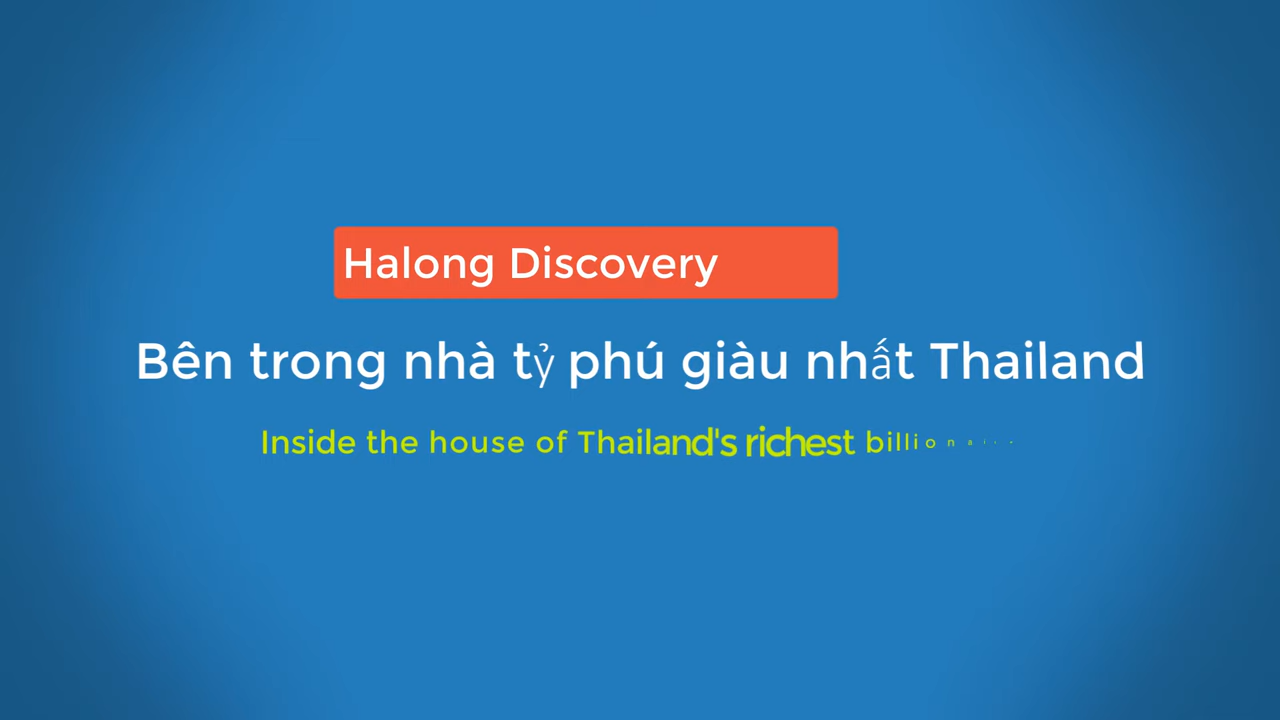 Halong Discovery
Bên trong nhà tỷ phú giàu nhất Thailand
Inside the house of Thailand's richest